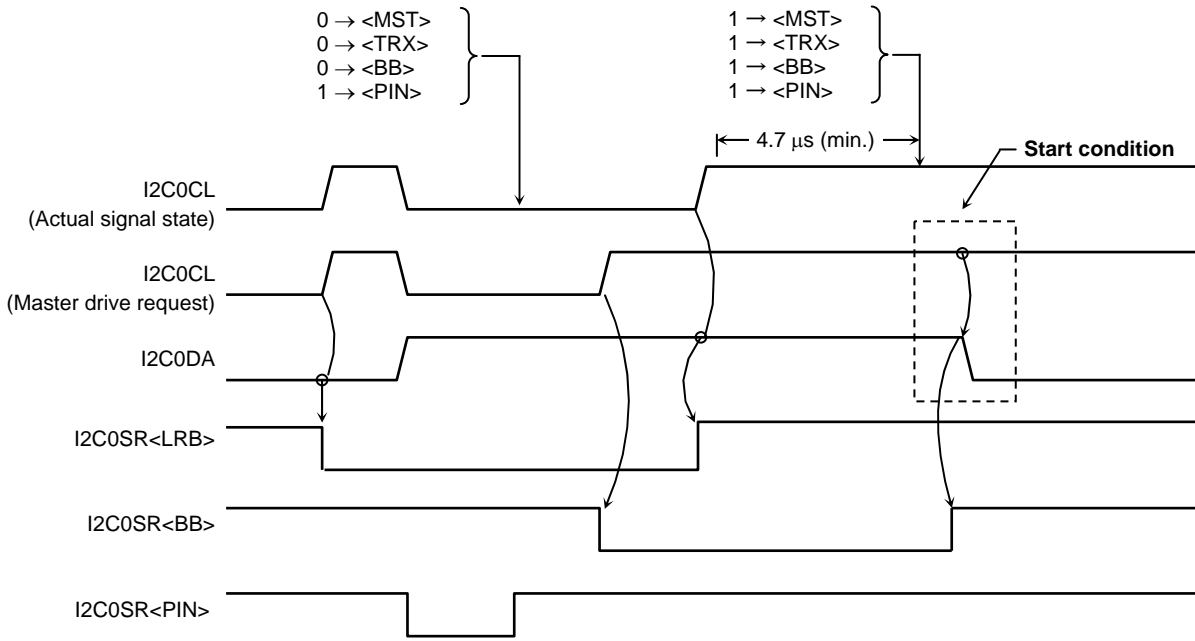 0 → <MST>
0 → <TRX>
0 → <BB>
1 → <PIN>
1 → <MST>
1 → <TRX>
1 → <BB>
1 → <PIN>
4.7 μs (min.)
Start condition
I2C0CL
(Actual signal state)
I2C0CL
(Master drive request)
I2C0DA
I2C0SR<LRB>
I2C0SR<BB>
I2C0SR<PIN>